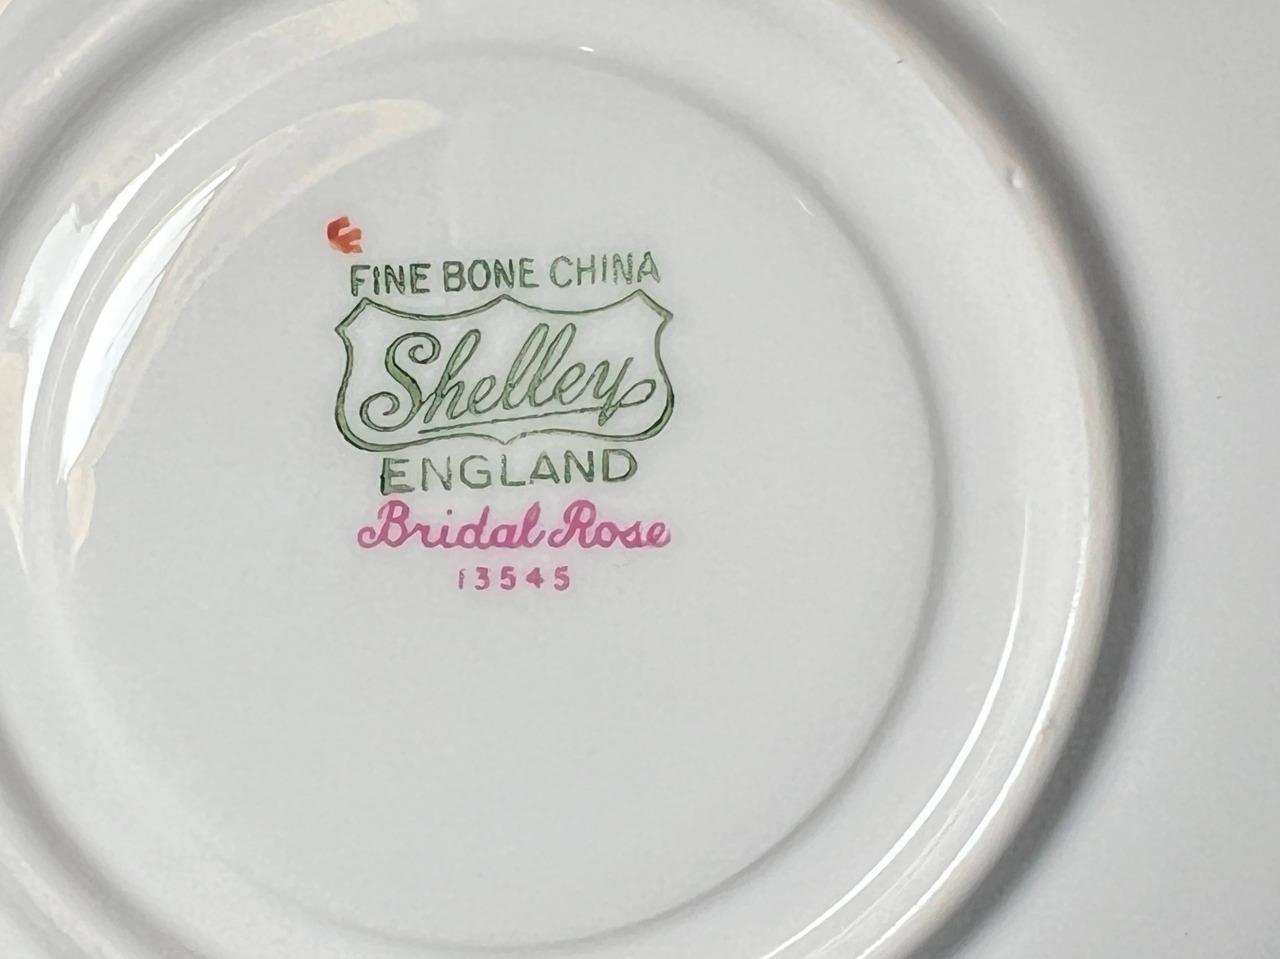 FINE BONE CHINA
Shelley
ENGLAND
Bridal Rose
13545